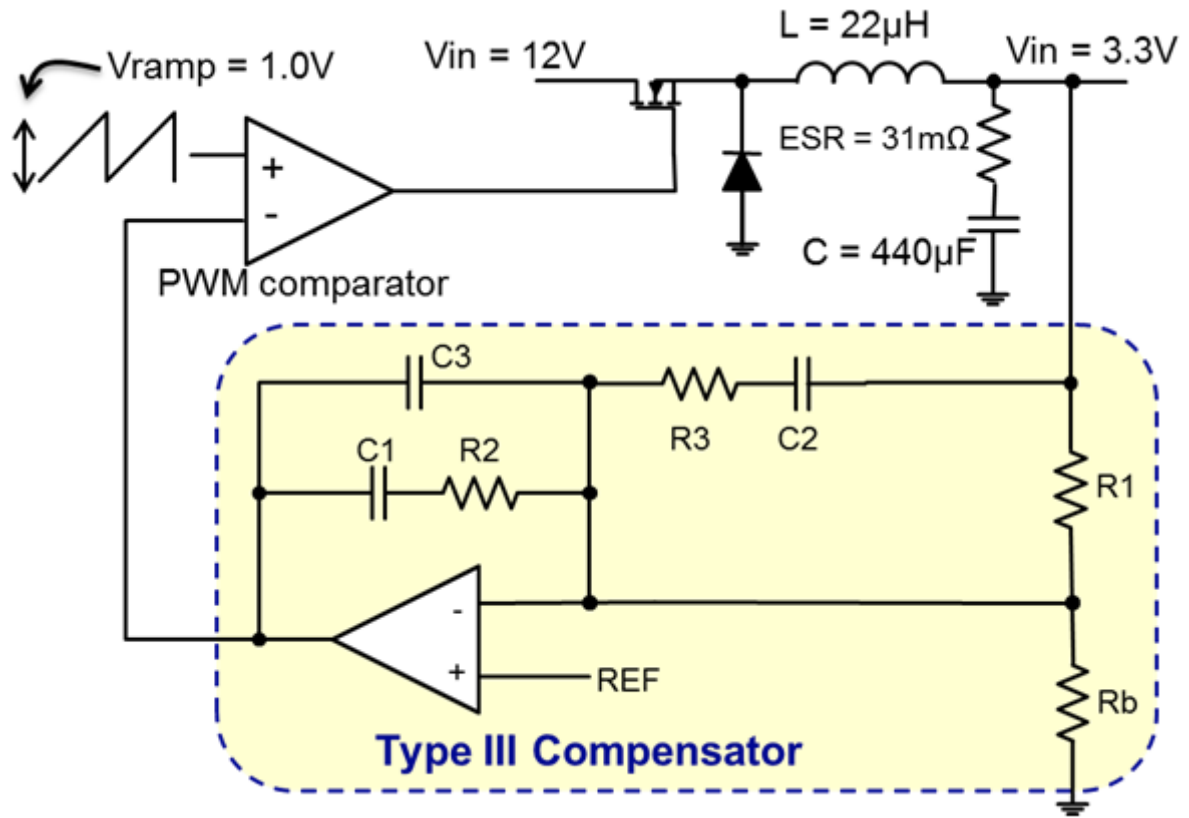 L = 22µH
Vin = 12V
Vin = 3.3V
Vramp = 1.0V
ESR = 31mΩ
+
-
C = 440µF
PWM comparator
C3
R3
C2
C1
R2
R1
-
+
REF
Rb
Type III Compensator